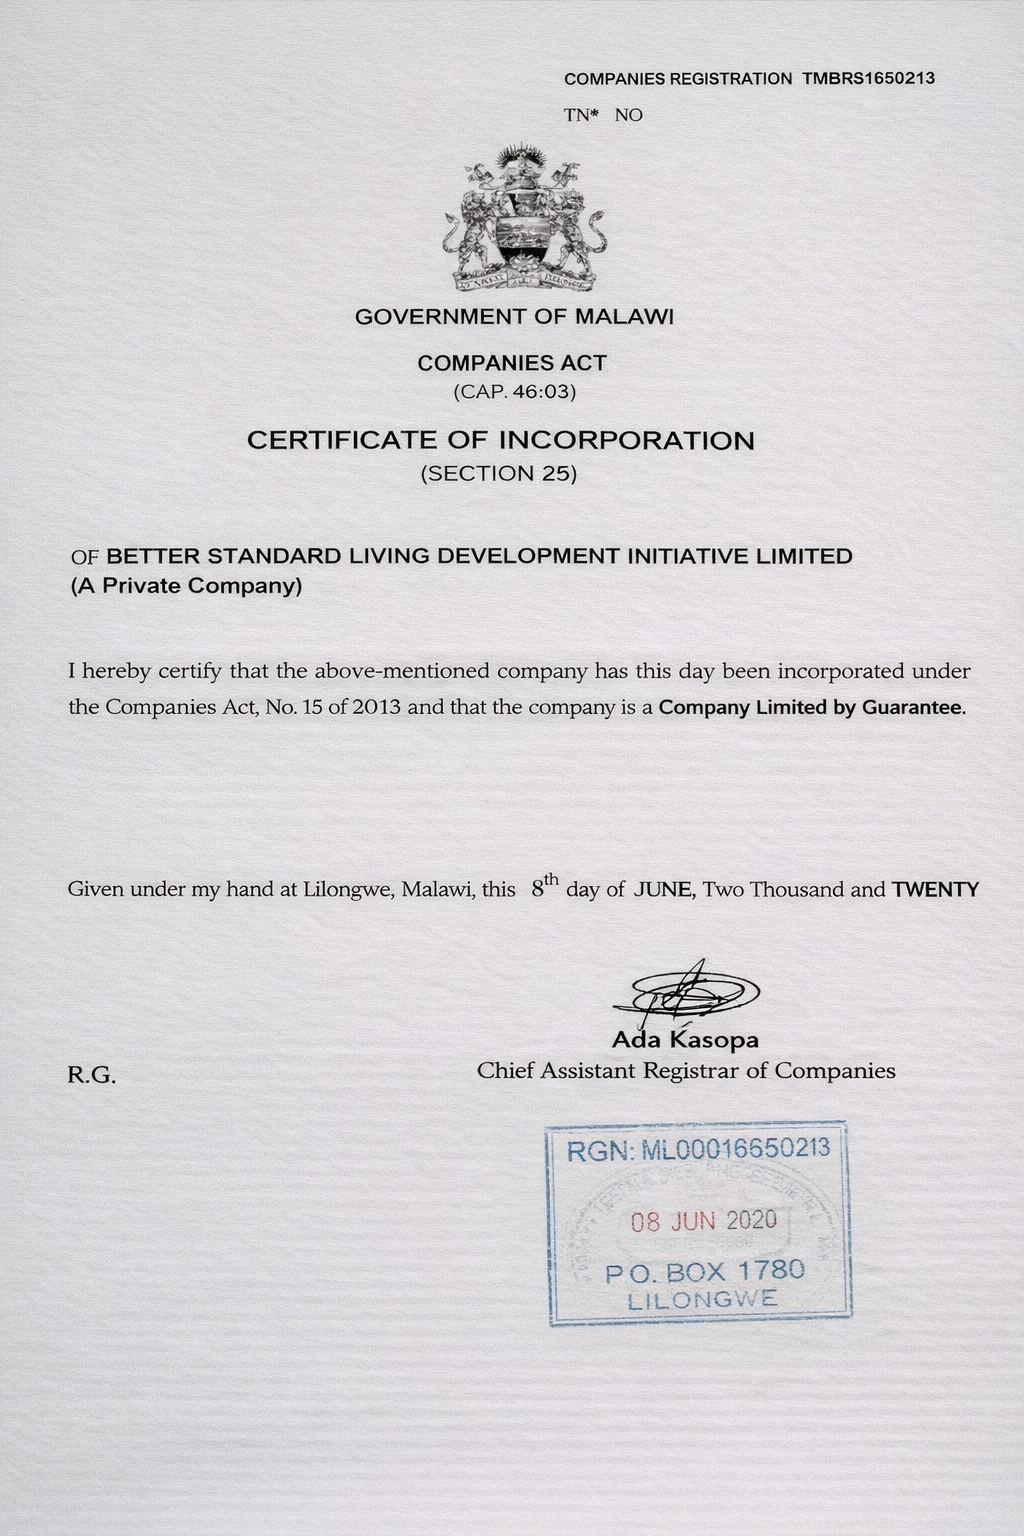 COMPANIES REGISTRATION TMBRS1650213
TN* NO
GOVERNMENT OF MALAWI
COMPANIES ACT
(CAP. 46:03)
CERTIFICATE OF INCORPORATION
(SECTION 25)
OF BETTER STANDARD LIVING DEVELOPMENT INITIATIVE LIMITED
(A Private Company)
I hereby certify that the above-mentioned company has this day been incorporated under
the Companies Act, No. 15 of 2013 and that the company is a Company Limited by Guarantee.
Given under my hand at Lilongwe, Malawi, this 8th day of JUNE, Two Thousand and TWENTY
Ada Kasopa
Chief Assistant Registrar of Companies
R.G.
RGN: ML00016650213
08 JUN 2020
P O. BOX 1780
LILONGWE